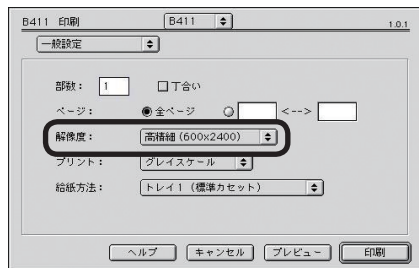 B411 印刷 B411 1.0.1
一般設定
部数： 1 丁合い
ページ： 全ページ <-->
解像度： 高精細 (600x2400)
プリント： グレイスケール
給紙方法： トレイ1 (標準カセット)
ヘルプ キャンセル プレビュー 印刷